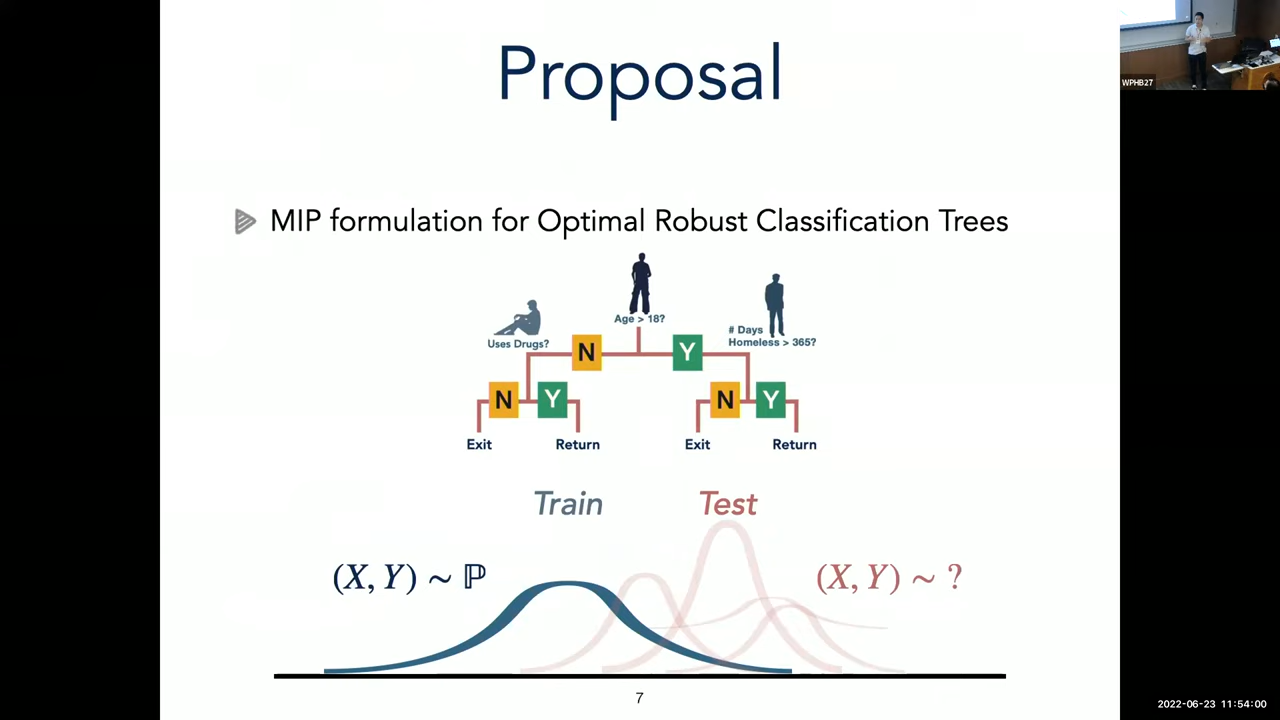 Proposal
WPHB27
MIP formulation for Optimal Robust Classification Trees
Age > 18?
Uses Drugs?
# Days
Homeless > 365?
N
Y
N
Y
N
Y
Exit
Return
Exit
Return
Train
Test
(X, Y) ~ ℙ
(X, Y) ~ ?
7
2022-06-23 11:54:00